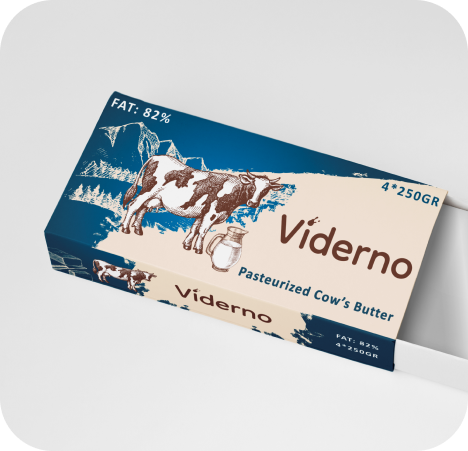 FAT: 82%
4*250GR
Viderno
Pasteurized Cow's Butter
Viderno
FAT: 82%
4*250GR